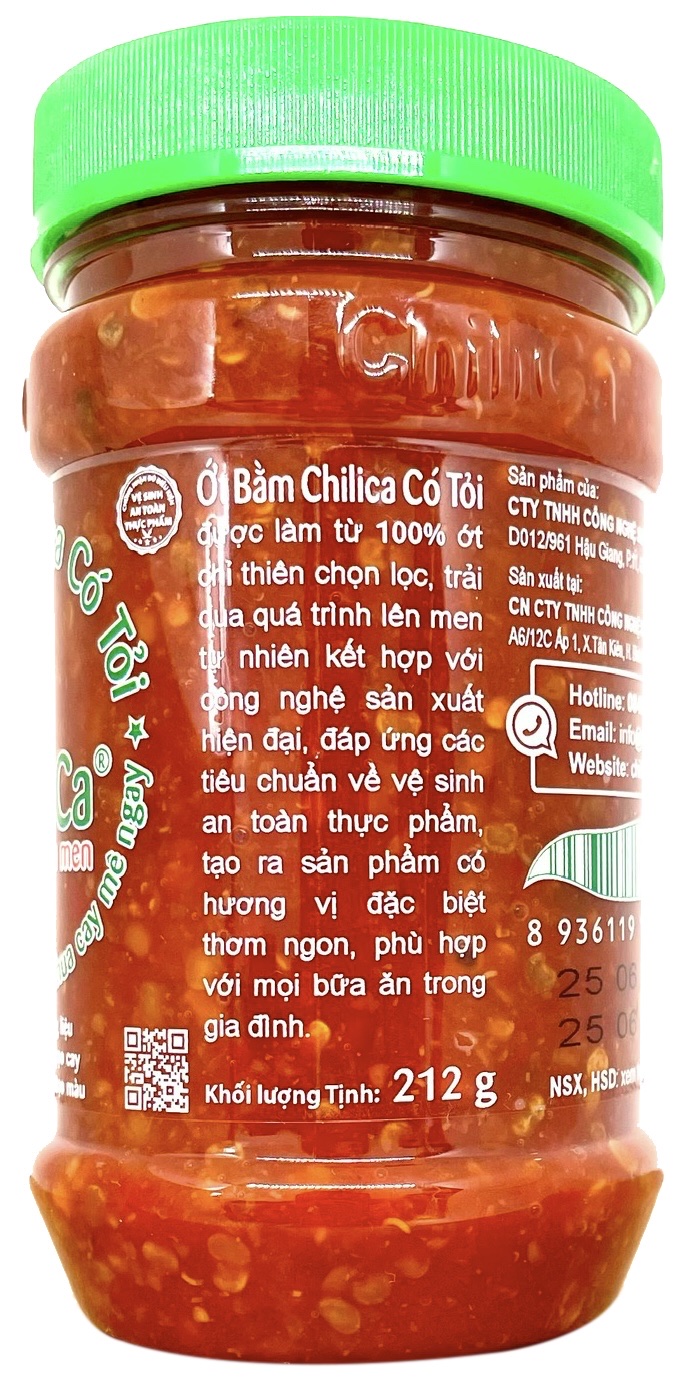 Chilic
VỆ SINH
AN TOÀN
THỰC PHẨM
Có Tỏi
Ca®
men
cay mê ngay
liệu
cay
màu
Ớt Bằm Chilica Có Tỏi
được làm từ 100% ớt
chỉ thiên chọn lọc, trải
qua quá trình lên men
tự nhiên kết hợp với
công nghệ sản xuất
hiện đại, đáp ứng các
tiêu chuẩn về vệ sinh
an toàn thực phẩm,
tạo ra sản phẩm có
hương vị đặc biệt
thơm ngon, phù hợp
với mọi bữa ăn trong
gia đình.
Khối lượng Tịnh: 212 g
Sản phẩm của:
CTY TNHH CÔNG NGHỆ
D012/961 Hậu Giang,
Sản xuất tại:
CN CTY TNHH CÔNG NGHỆ
A6/12C Ấp 1, X.Tân Kiên, H.
Hotline:
Email:
Website:
8 936119
25 06
25 06
NSX, HSD: xem